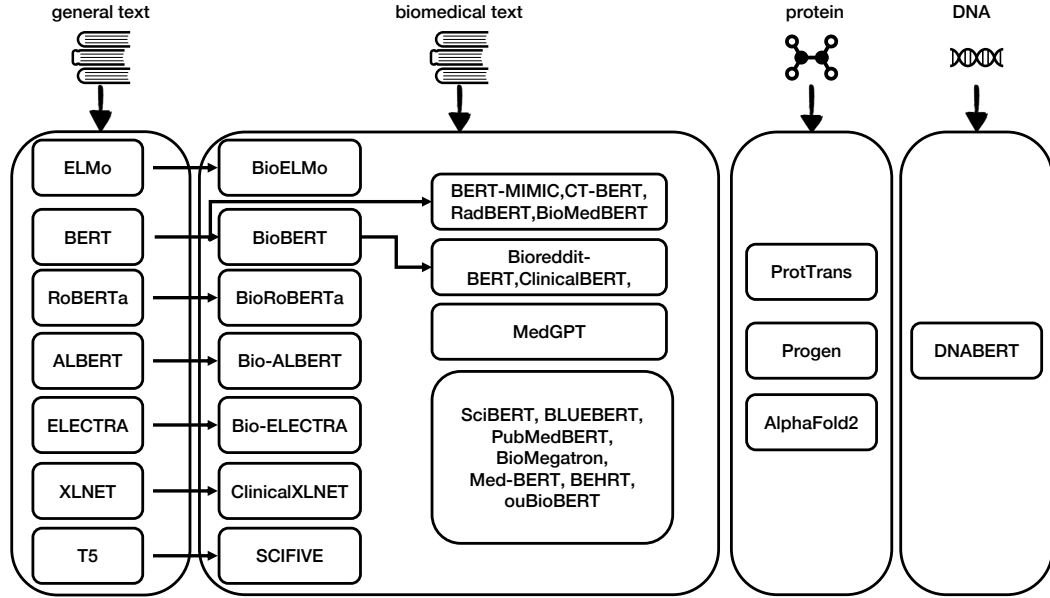 general text
biomedical text
protein
DNA
ELMo
BERT
RoBERTa
ALBERT
ELECTRA
XLNET
T5
BioELMo
BioBERT
BioRoBERTa
Bio-ALBERT
Bio-ELECTRA
ClinicalXLNET
SCIFIVE
BERT-MIMIC,CT-BERT,
RadBERT,BioMedBERT
Bioreddit-
BERT,ClinicalBERT,
MedGPT
SciBERT, BLUEBERT,
PubMedBERT,
BioMegatron,
Med-BERT, BEHRT,
ouBioBERT
ProtTrans
Progen
AlphaFold2
DNABERT